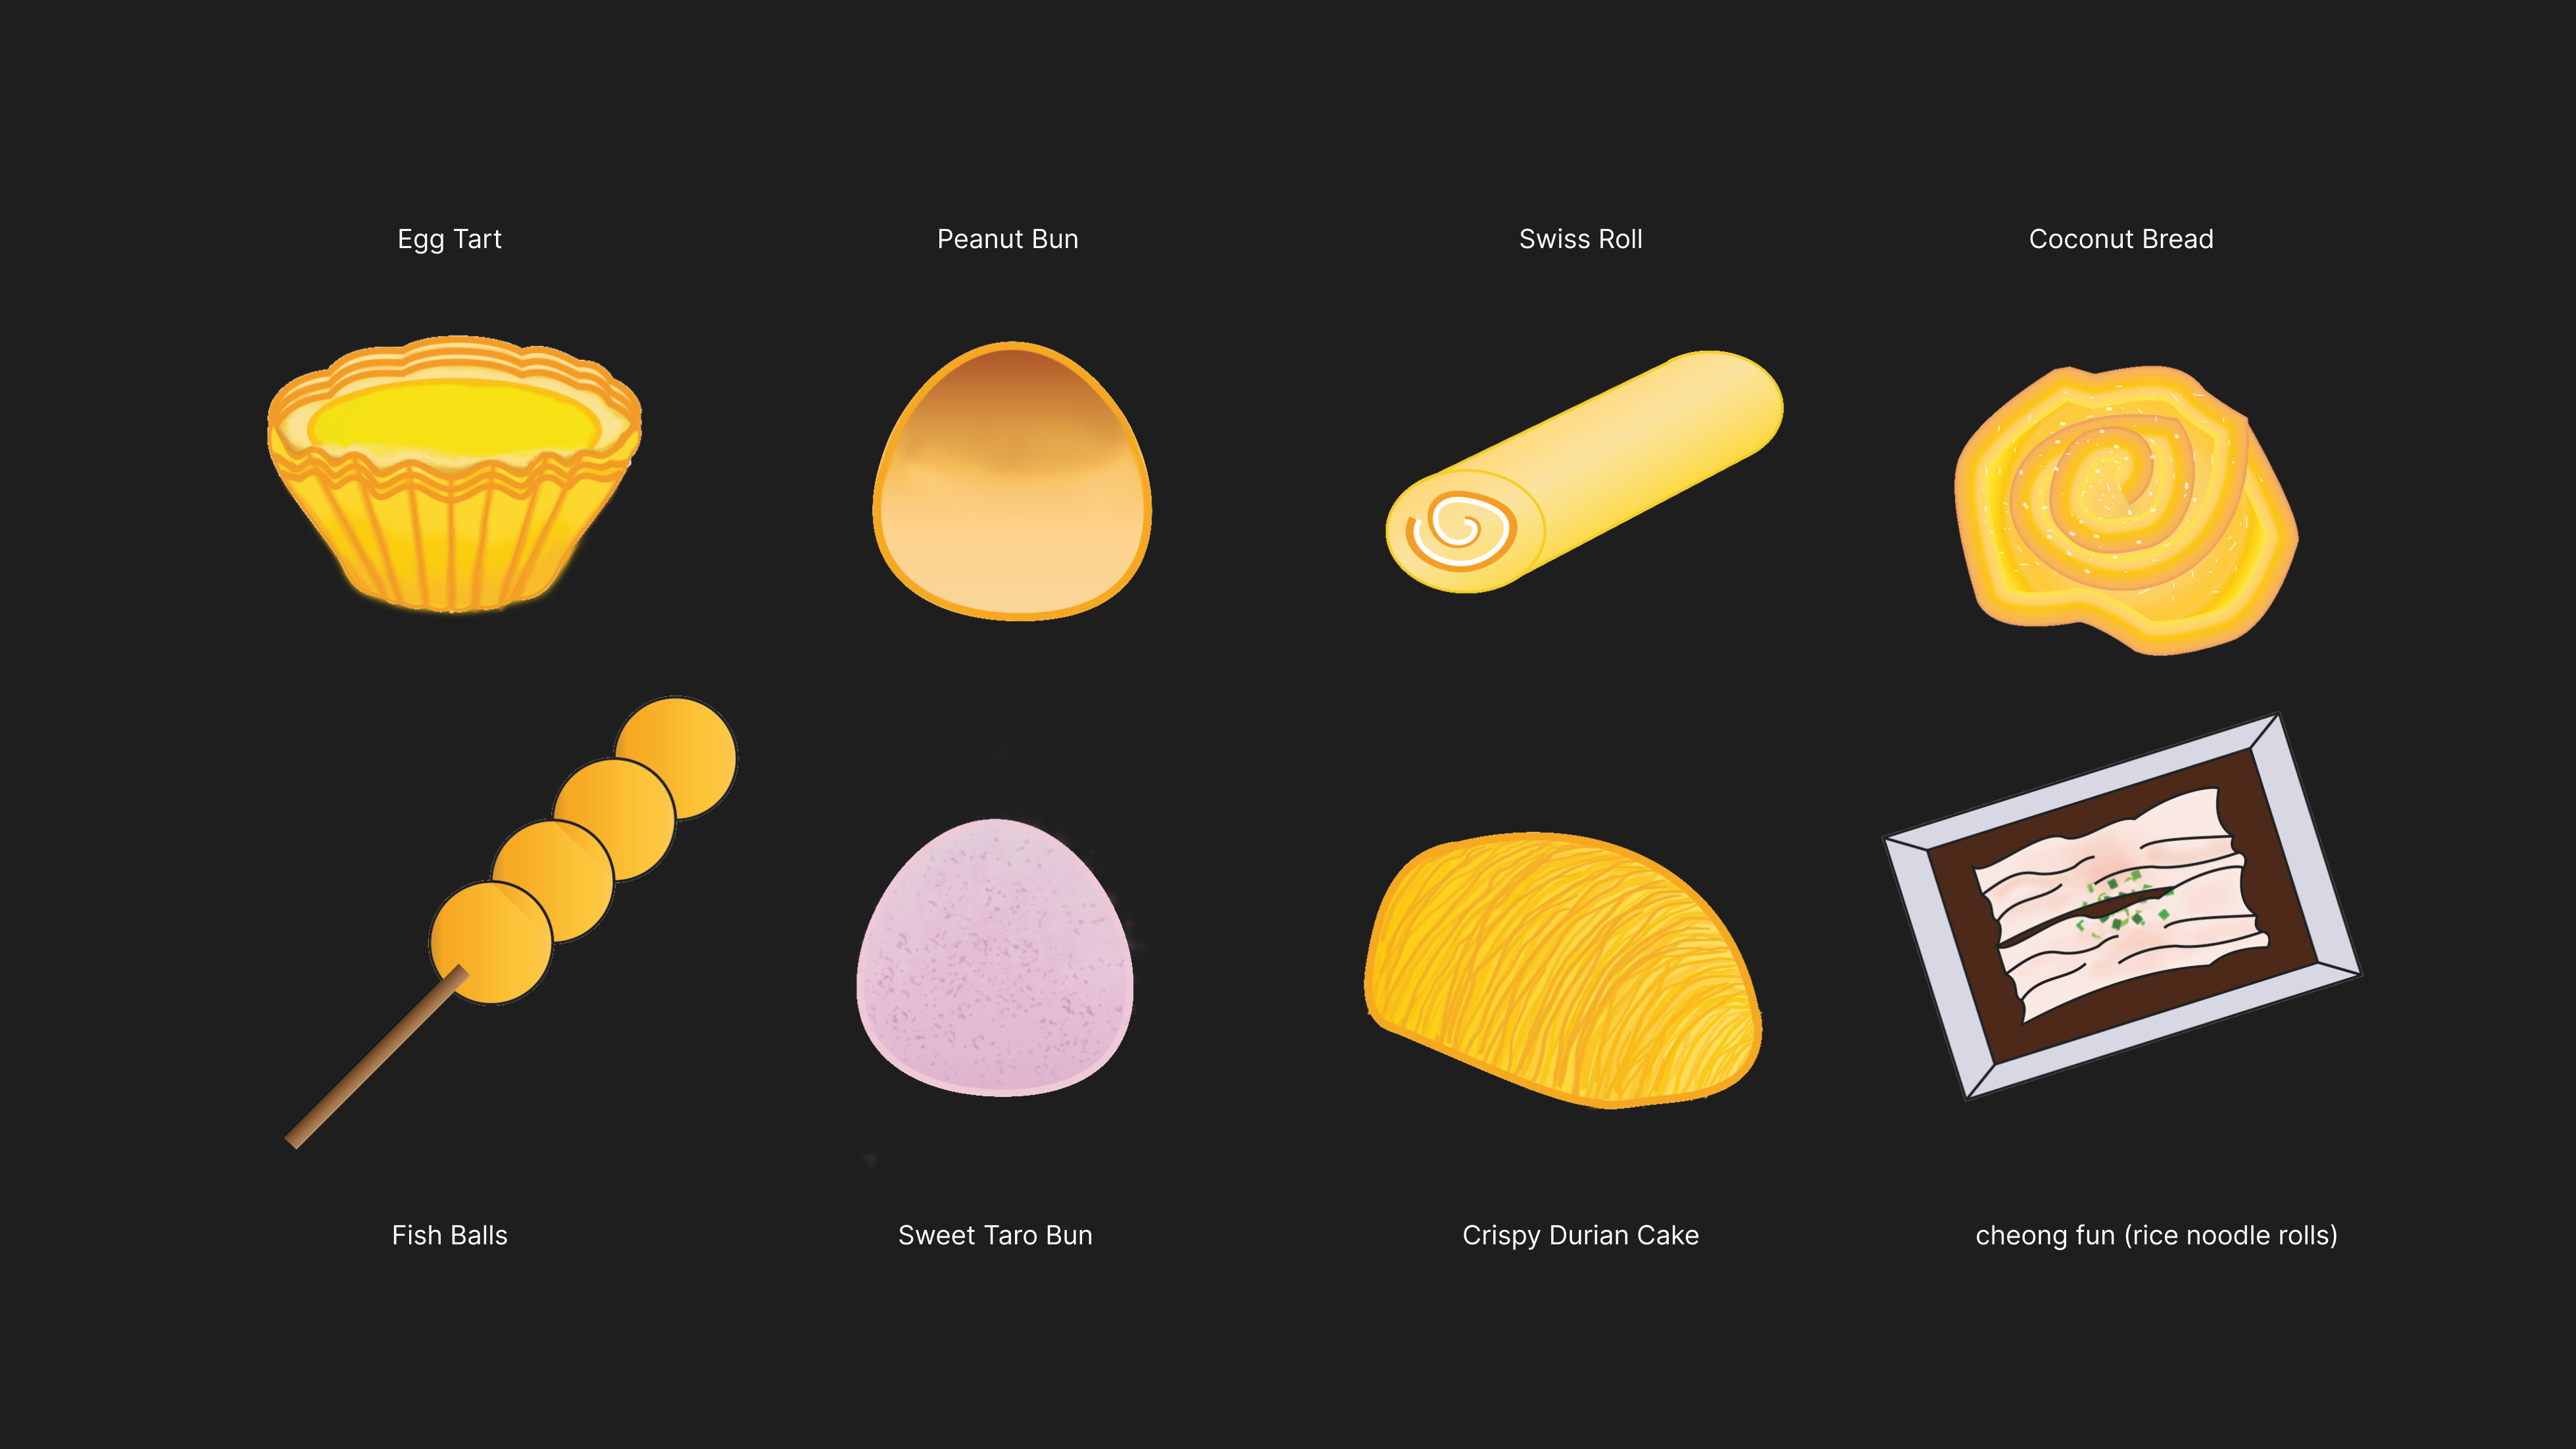 Egg Tart
Peanut Bun
Swiss Roll
Coconut Bread
Fish Balls
Sweet Taro Bun
Crispy Durian Cake
cheong fun (rice noodle rolls)